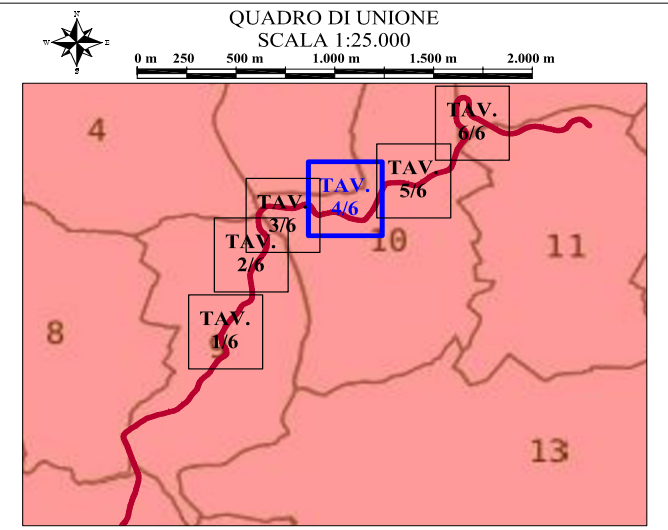 QUADRO DI UNIONE
SCALA 1:25.000
N
W E
S
0 m 250 500 m 1.000 m 1.500 m 2.000 m
4
TAV.
6/6
TAV.
5/6
TAV.
4/6
TAV.
3/6
10
11
TAV.
2/6
8
TAV.
1/6
9
13